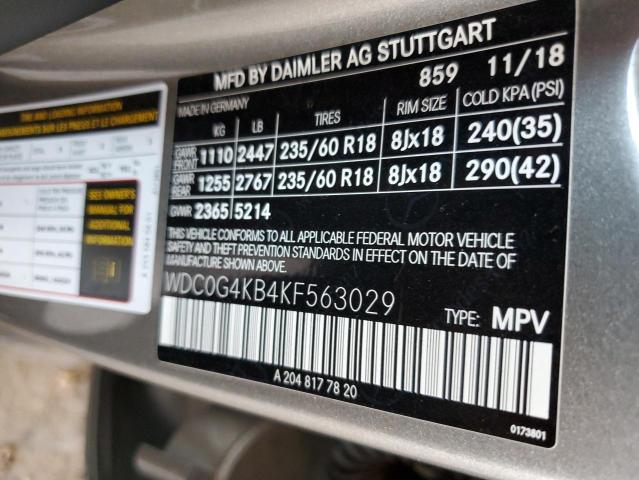 MFD BY DAIMLER AG STUTTGART
MADE IN GERMANY 859 11/18
KG LB TIRES RIM SIZE COLD KPA(PSI)
GAWR FRONT 1110 2447 235/60 R18 8Jx18 240(35)
GAWR REAR 1255 2767 235/60 R18 8Jx18 290(42)
GVWR 2365 5214
THIS VEHICLE CONFORMS TO ALL APPLICABLE FEDERAL MOTOR VEHICLE
SAFETY AND THEFT PREVENTION STANDARDS IN EFFECT ON THE DATE OF
MANUFACTURE SHOWN ABOVE.
WDC0G4KB4KF563029
TYPE: MPV
A 204 817 78 20
0173801
TIRE AND LOADING INFORMATION
SEE OWNER'S
MANUAL FOR
ADDITIONAL
INFORMATION